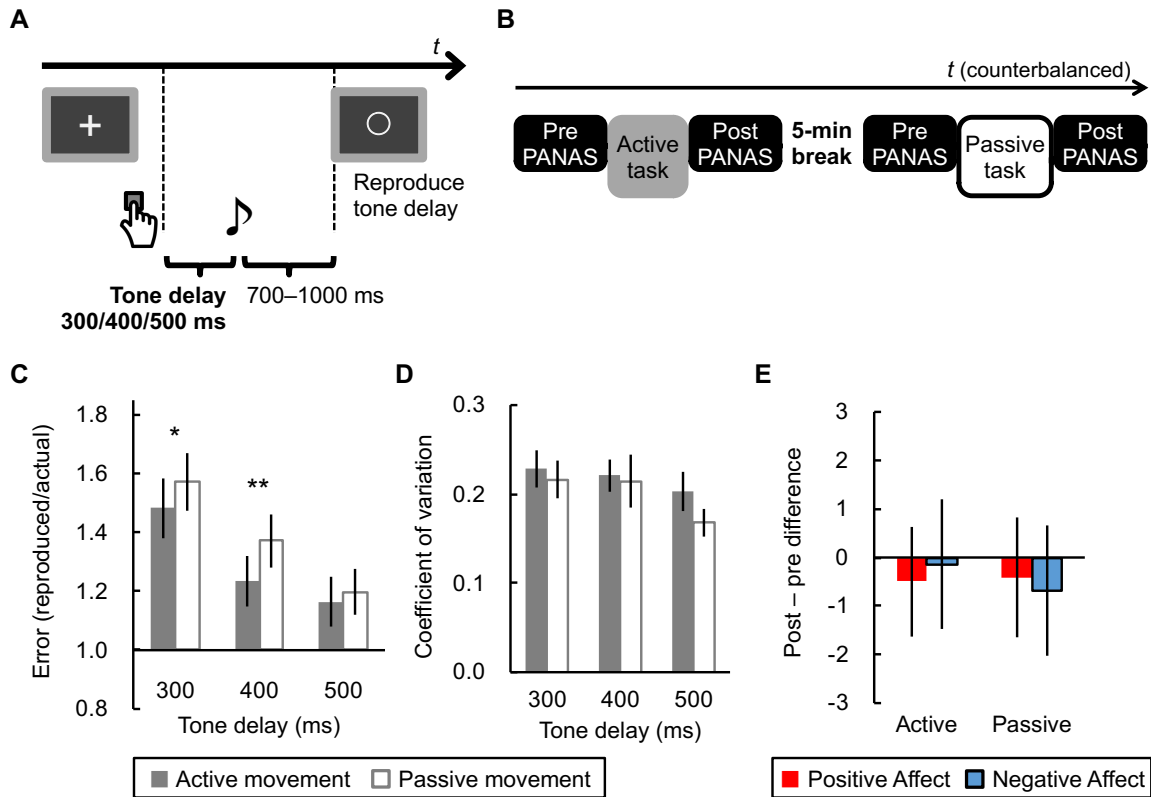 A
t
Reproduce
tone delay
Tone delay
300/400/500 ms
700–1000 ms
B
t (counterbalanced)
Pre
PANAS
Active
task
Post
PANAS
5-min
break
Pre
PANAS
Passive
task
Post
PANAS
C
Error (reproduced/actual)
1.8
1.6
1.4
1.2
1.0
0.8
*
**
300 400 500
Tone delay (ms)
D
Coefficient of variation
0.3
0.2
0.1
0.0
300 400 500
Tone delay (ms)
Active movement Passive movement
E
Post – pre difference
3
2
1
0
-1
-2
-3
Active Passive
Positive Affect Negative Affect